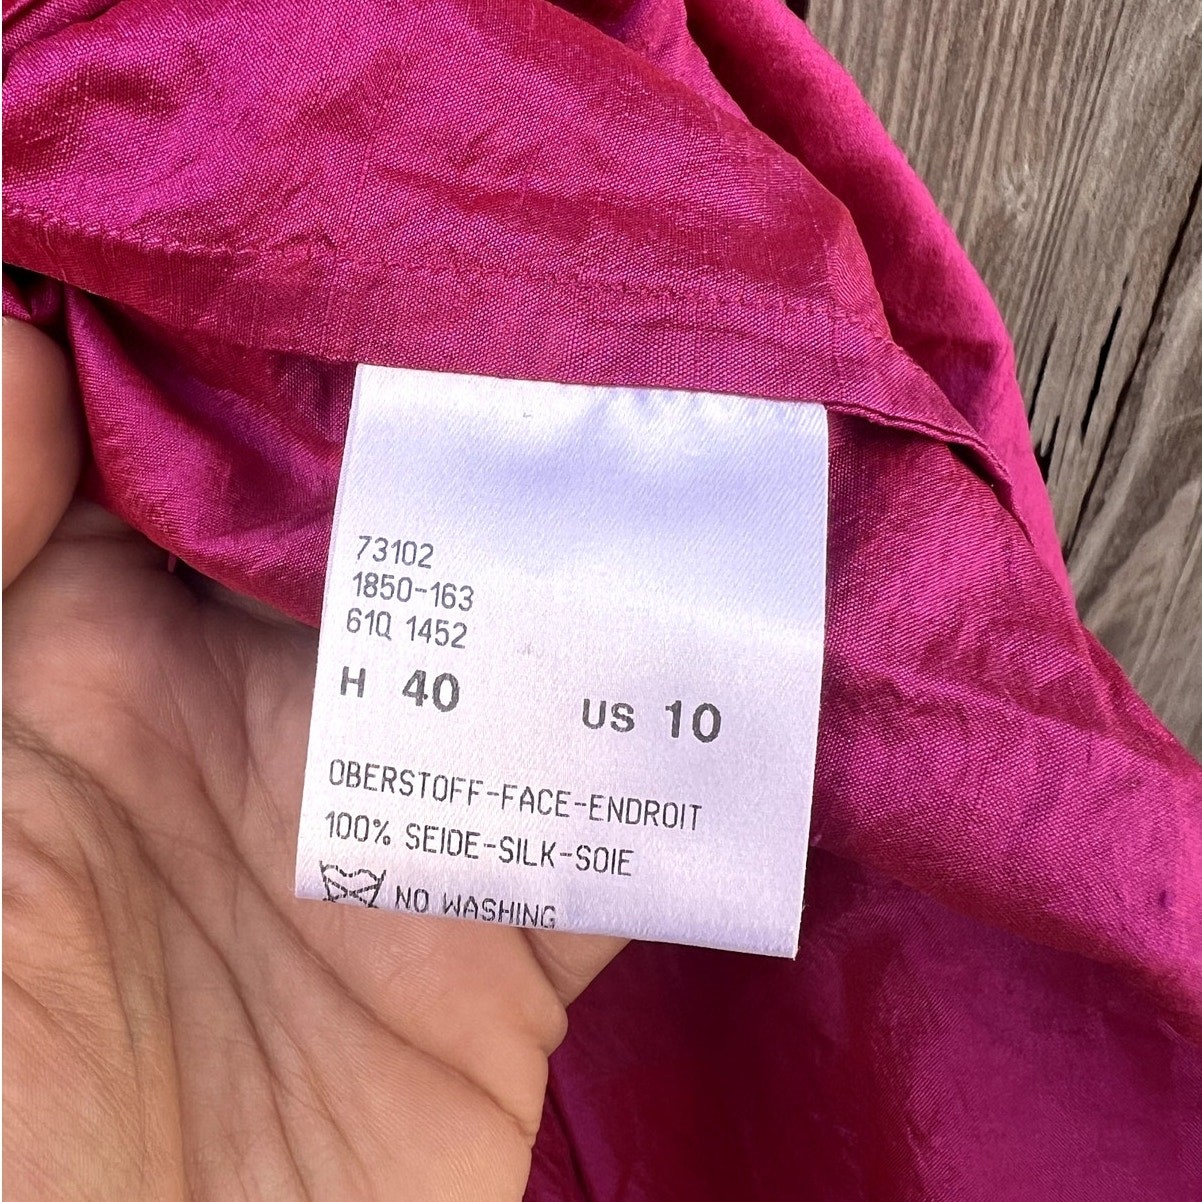 73102
1850-163
61Q 1452
H 40 US 10
OBERSTOFF-FACE-ENDROIT
100% SEIDE-SILK-SOIE
NO WASHING